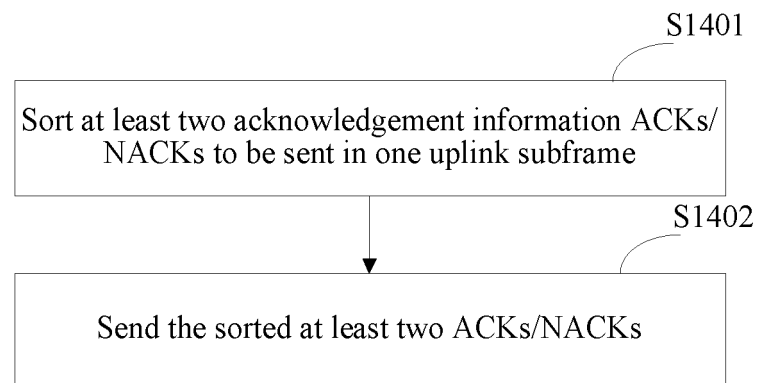 S1401
Sort at least two acknowledgement information ACKs/
NACKs to be sent in one uplink subframe
S1402
Send the sorted at least two ACKs/NACKs